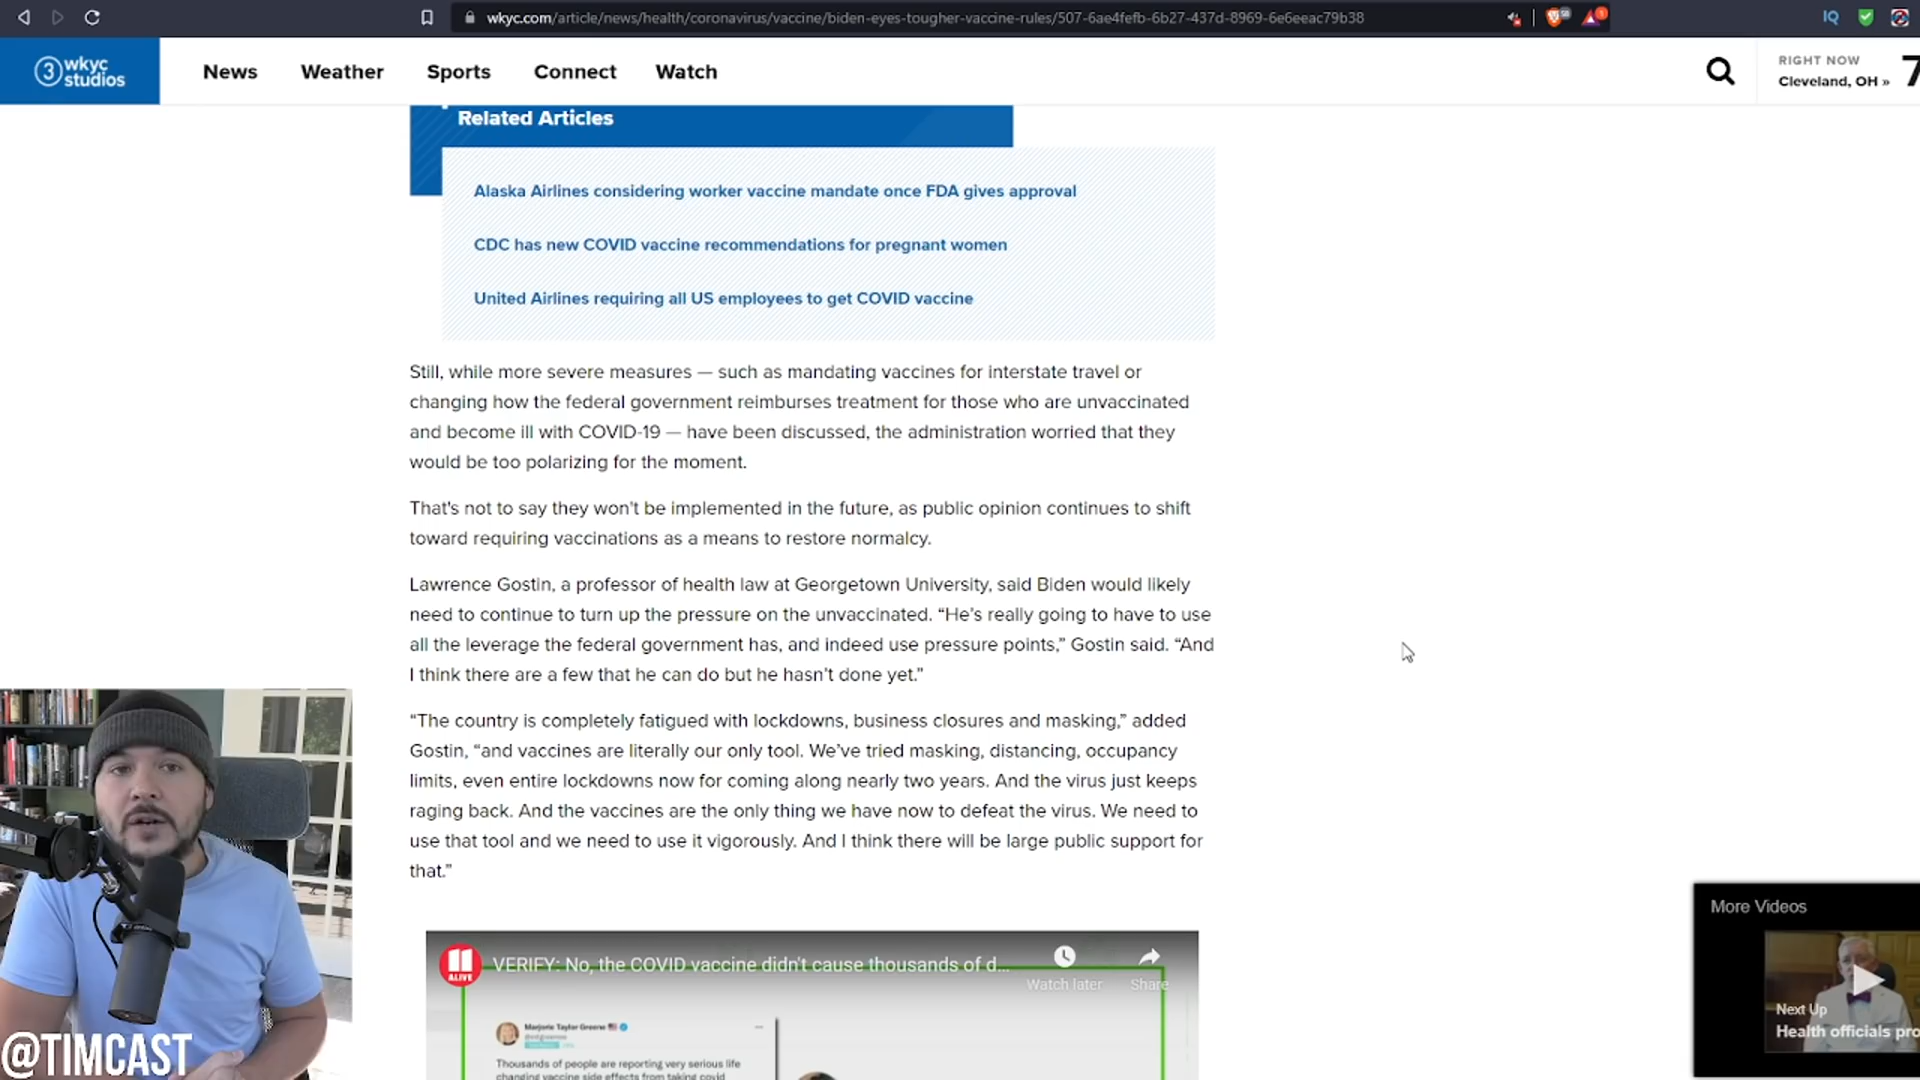 wkyc.com/article/news/health/coronavirus/vaccine/biden-eyes-tougher-vaccine-rules/507-6ae4fefb-6b27-437d-8969-6e6eeac79b38
IQ
3 wkyc studios
News
Weather
Sports
Connect
Watch
RIGHT NOW
Cleveland, OH »
7
Related Articles
Alaska Airlines considering worker vaccine mandate once FDA gives approval
CDC has new COVID vaccine recommendations for pregnant women
United Airlines requiring all US employees to get COVID vaccine
Still, while more severe measures — such as mandating vaccines for interstate travel or
changing how the federal government reimburses treatment for those who are unvaccinated
and become ill with COVID-19 — have been discussed, the administration worried that they
would be too polarizing for the moment.
That's not to say they won't be implemented in the future, as public opinion continues to shift
toward requiring vaccinations as a means to restore normalcy.
Lawrence Gostin, a professor of health law at Georgetown University, said Biden would likely
need to continue to turn up the pressure on the unvaccinated. “He’s really going to have to use
all the leverage the federal government has, and indeed use pressure points,” Gostin said. “And
I think there are a few that he can do but he hasn’t done yet.”
“The country is completely fatigued with lockdowns, business closures and masking,” added
Gostin, “and vaccines are literally our only tool. We’ve tried masking, distancing, occupancy
limits, even entire lockdowns now for coming along nearly two years. And the virus just keeps
raging back. And the vaccines are the only thing we have now to defeat the virus. We need to
use that tool and we need to use it vigorously. And I think there will be large public support for
that.”
ALIVE
VERIFY: No, the COVID vaccine didn't cause thousands of d...
Watch later
Share
Marjorie Taylor Greene
Thousands of people are reporting very serious life
changing vaccine side effects from taking covid
More Videos
Next Up
Health officials pro
@TIMCAST